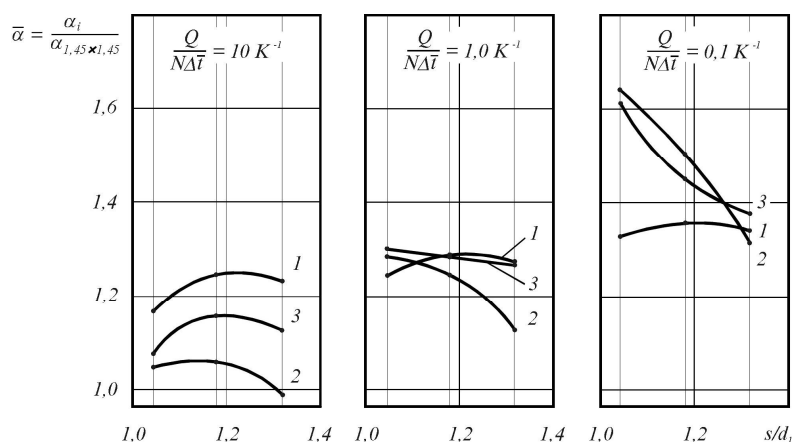 ᾱ = αᵢ / α₁,₄₅ₓ₁,₄₅
Q / NΔt̄ = 10 K⁻¹
Q / NΔt̄ = 1,0 K⁻¹
Q / NΔt̄ = 0,1 K⁻¹
1,6
1,4
1,2
1,0
1
3
2
1
3
2
3
1
2
1,0 1,2 1,4 1,0 1,2 1,4 1,0 1,2 s/d₁